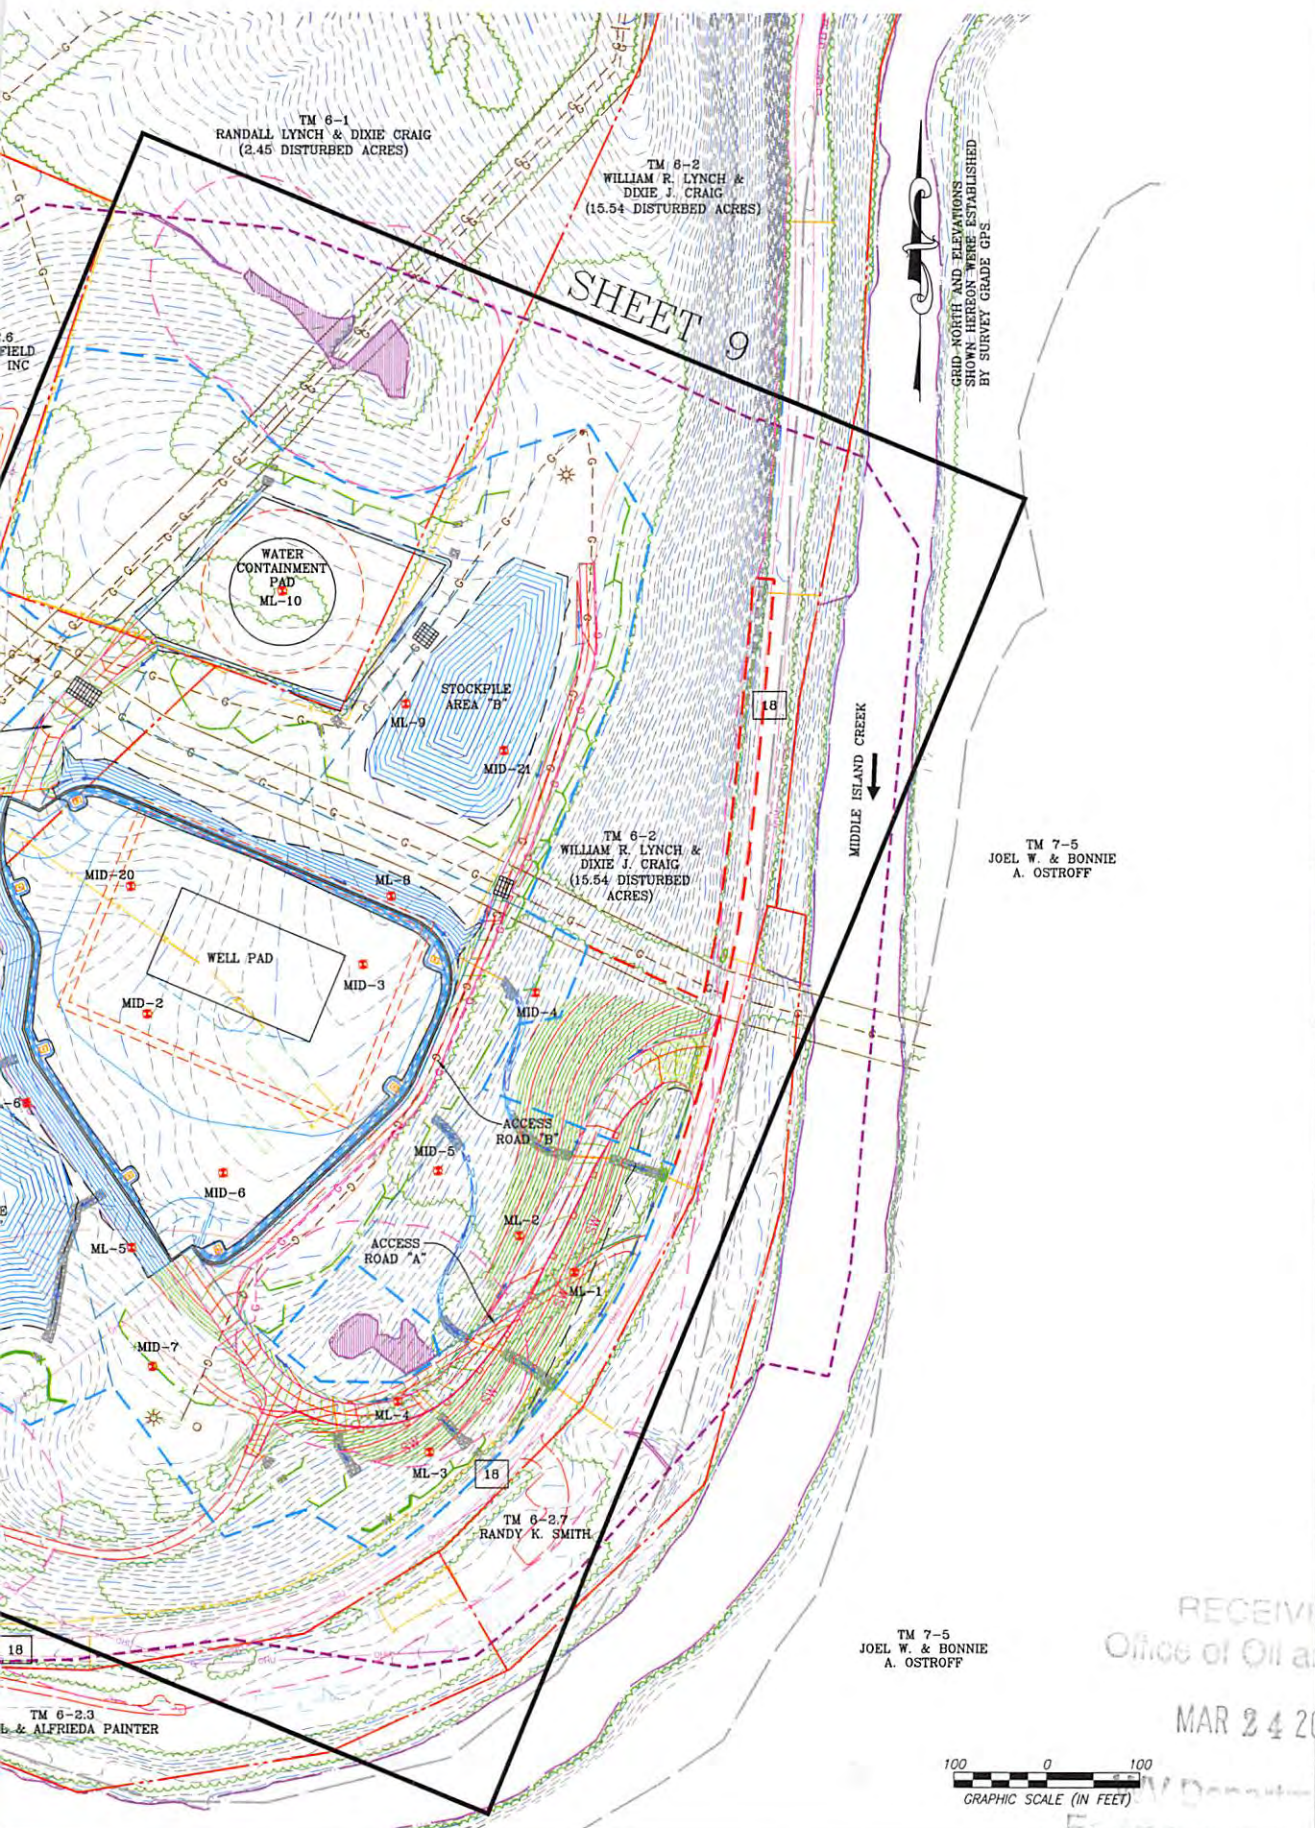 TM 6-1
RANDALL LYNCH & DIXIE CRAIG
(2.45 DISTURBED ACRES)
TM 6-2
WILLIAM R. LYNCH &
DIXIE J. CRAIG
(15.54 DISTURBED ACRES)
GRID NORTH AND ELEVATIONS
SHOWN HEREON WERE ESTABLISHED
BY SURVEY GRADE GPS
SHEET 9
FIELD
INC
WATER
CONTAINMENT
PAD
ML-10
STOCKPILE
AREA "B"
ML-9
MID-21
18
MIDDLE ISLAND CREEK
TM 6-2
WILLIAM R. LYNCH &
DIXIE J. CRAIG
(15.54 DISTURBED
ACRES)
TM 7-5
JOEL W. & BONNIE
A. OSTROFF
MID-20
ML-8
WELL PAD
MID-3
MID-2
MID-4
-6
ACCESS
ROAD "B"
MID-5
MID-6
ML-2
ML-5
ACCESS
ROAD "A"
ML-1
MID-7
ML-4
ML-3
18
TM 6-2.7
RANDY K. SMITH
18
TM 7-5
JOEL W. & BONNIE
A. OSTROFF
TM 6-2.3
& ALFRIEDA PAINTER
Office of Oil
MAR 24
100 0 100
GRAPHIC SCALE (IN FEET)